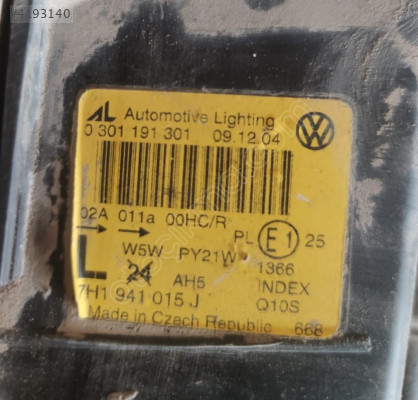 193140
AL Automotive Lighting
0 301 191 301 09.12.04
02A 011a 00HC/R
PL E1 25
W5W PY21W 1366
L 24 AH5 INDEX
7H1 941 015 J Q10S
Made in Czech Republic 668